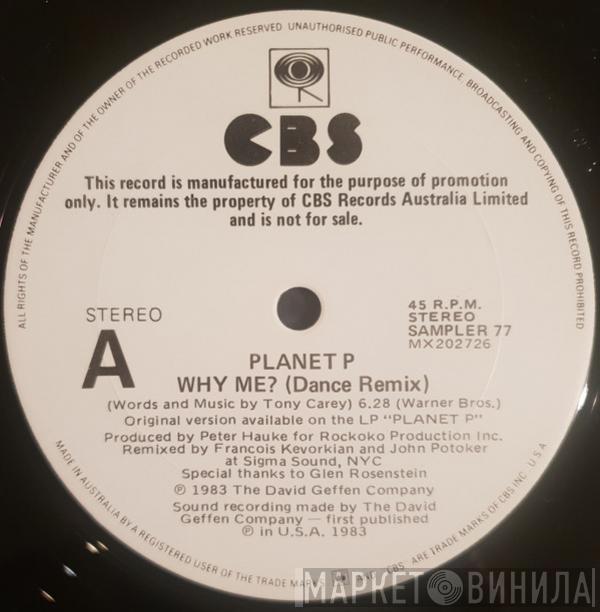 ALL RIGHTS OF THE MANUFACTURER AND OF THE OWNER OF THE RECORDED WORK RESERVED UNAUTHORISED PUBLIC PERFORMANCE BROADCASTING AND COPYING OF THIS RECORD PROHIBITED
CBS
This record is manufactured for the purpose of promotion
only. It remains the property of CBS Records Australia Limited
and is not for sale.
STEREO
A
45 R.P.M.
STEREO
SAMPLER 77
MX202726
PLANET P
WHY ME? (Dance Remix)
(Words and Music by Tony Carey) 6.28 (Warner Bros.)
Original version available on the LP "PLANET P"
Produced by Peter Hauke for Rockoko Production Inc.
Remixed by Francois Kevorkian and John Potoker
at Sigma Sound, NYC
Special thanks to Glen Rosenstein
℗ 1983 The David Geffen Company
Sound recording made by The David
Geffen Company — first published
℗ in U.S.A. 1983
MADE IN AUSTRALIA BY A REGISTERED USER OF THE TRADE MARKS AND CBS. ARE TRADE MARKS OF CBS INC. U.S.A.
МАРКЕТ ВИНИЛА